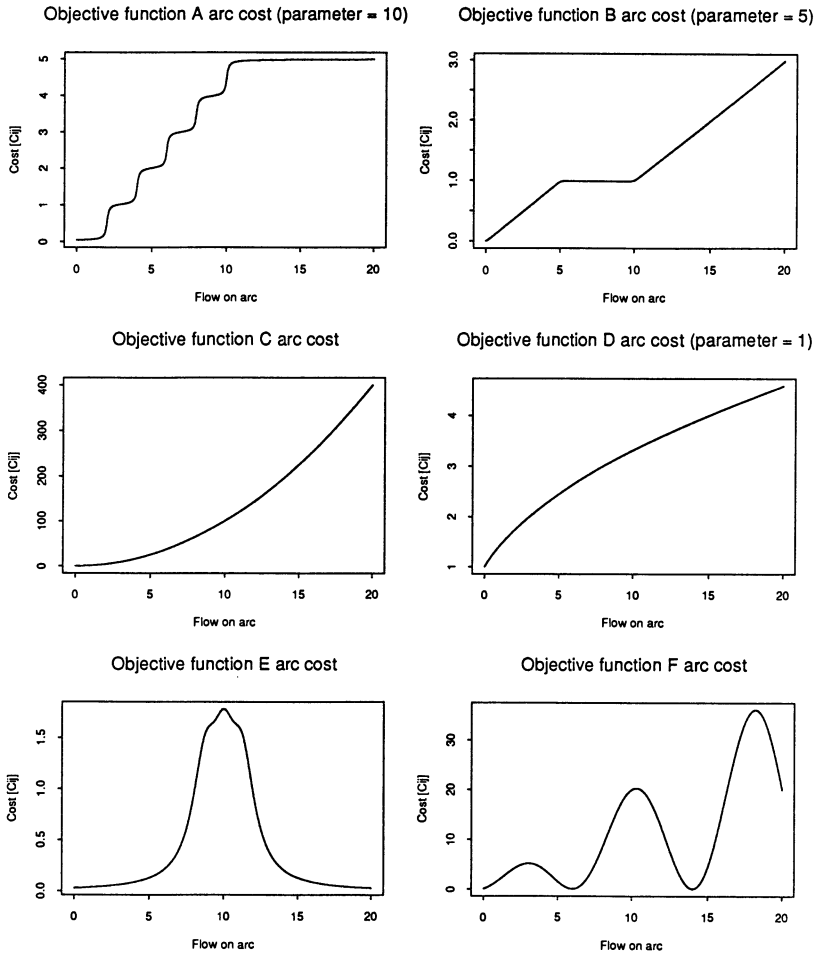 Objective function A arc cost (parameter = 10)
Objective function B arc cost (parameter = 5)
Cost [Cij]
5
4
3
2
1
0
0 5 10 15 20
Flow on arc
Cost [Cij]
3.0
2.0
1.0
0.0
0 5 10 15 20
Flow on arc
Objective function C arc cost
Objective function D arc cost (parameter = 1)
Cost [Cij]
400
300
200
100
0
0 5 10 15 20
Flow on arc
Cost [Cij]
4
3
2
1
0 5 10 15 20
Flow on arc
Objective function E arc cost
Objective function F arc cost
Cost [Cij]
1.5
1.0
0.5
0.0
0 5 10 15 20
Flow on arc
Cost [Cij]
30
20
10
0
0 5 10 15 20
Flow on arc